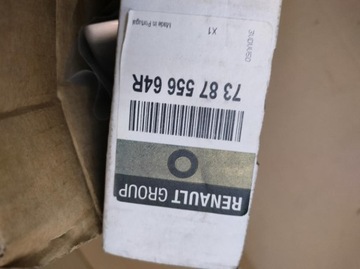 RENAULT GROUP
73 87 556 64R
X1
Made in Portugal